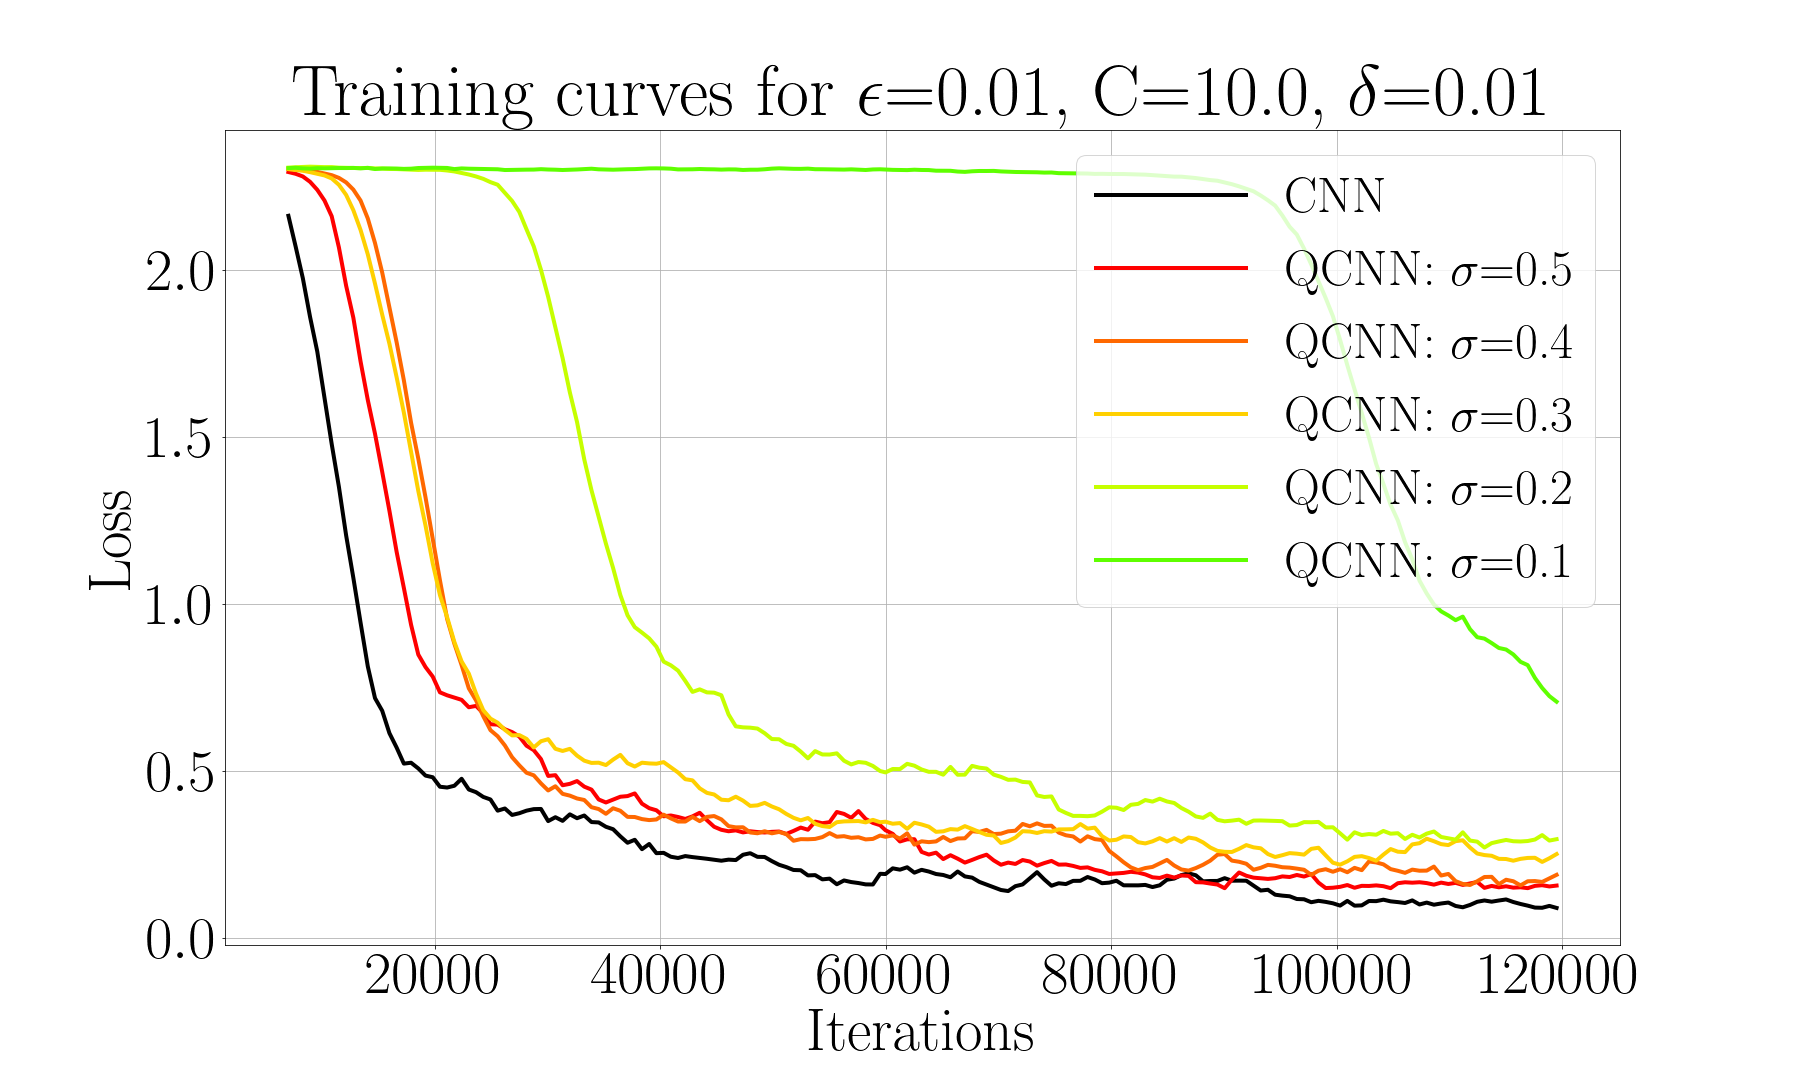 Training curves for ϵ=0.01, C=10.0, δ=0.01
CNN
QCNN: σ=0.5
QCNN: σ=0.4
QCNN: σ=0.3
QCNN: σ=0.2
QCNN: σ=0.1
2.0
1.5
1.0
0.5
0.0
Loss
20000 40000 60000 80000 100000 120000
Iterations